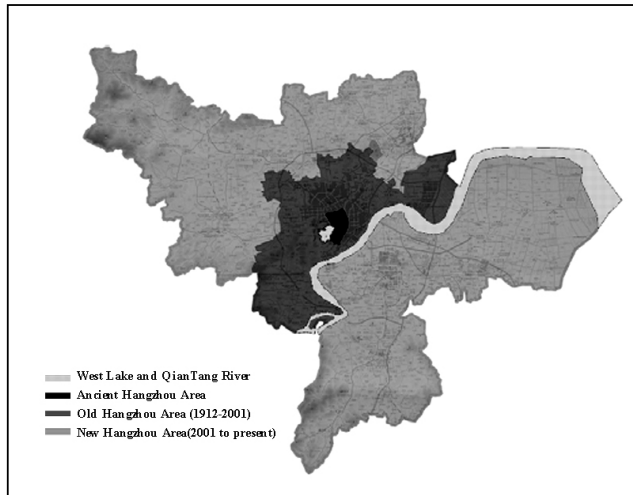 West Lake and QianTang River
Ancient Hangzhou Area
Old Hangzhou Area (1912-2001)
New Hangzhou Area(2001 to present)